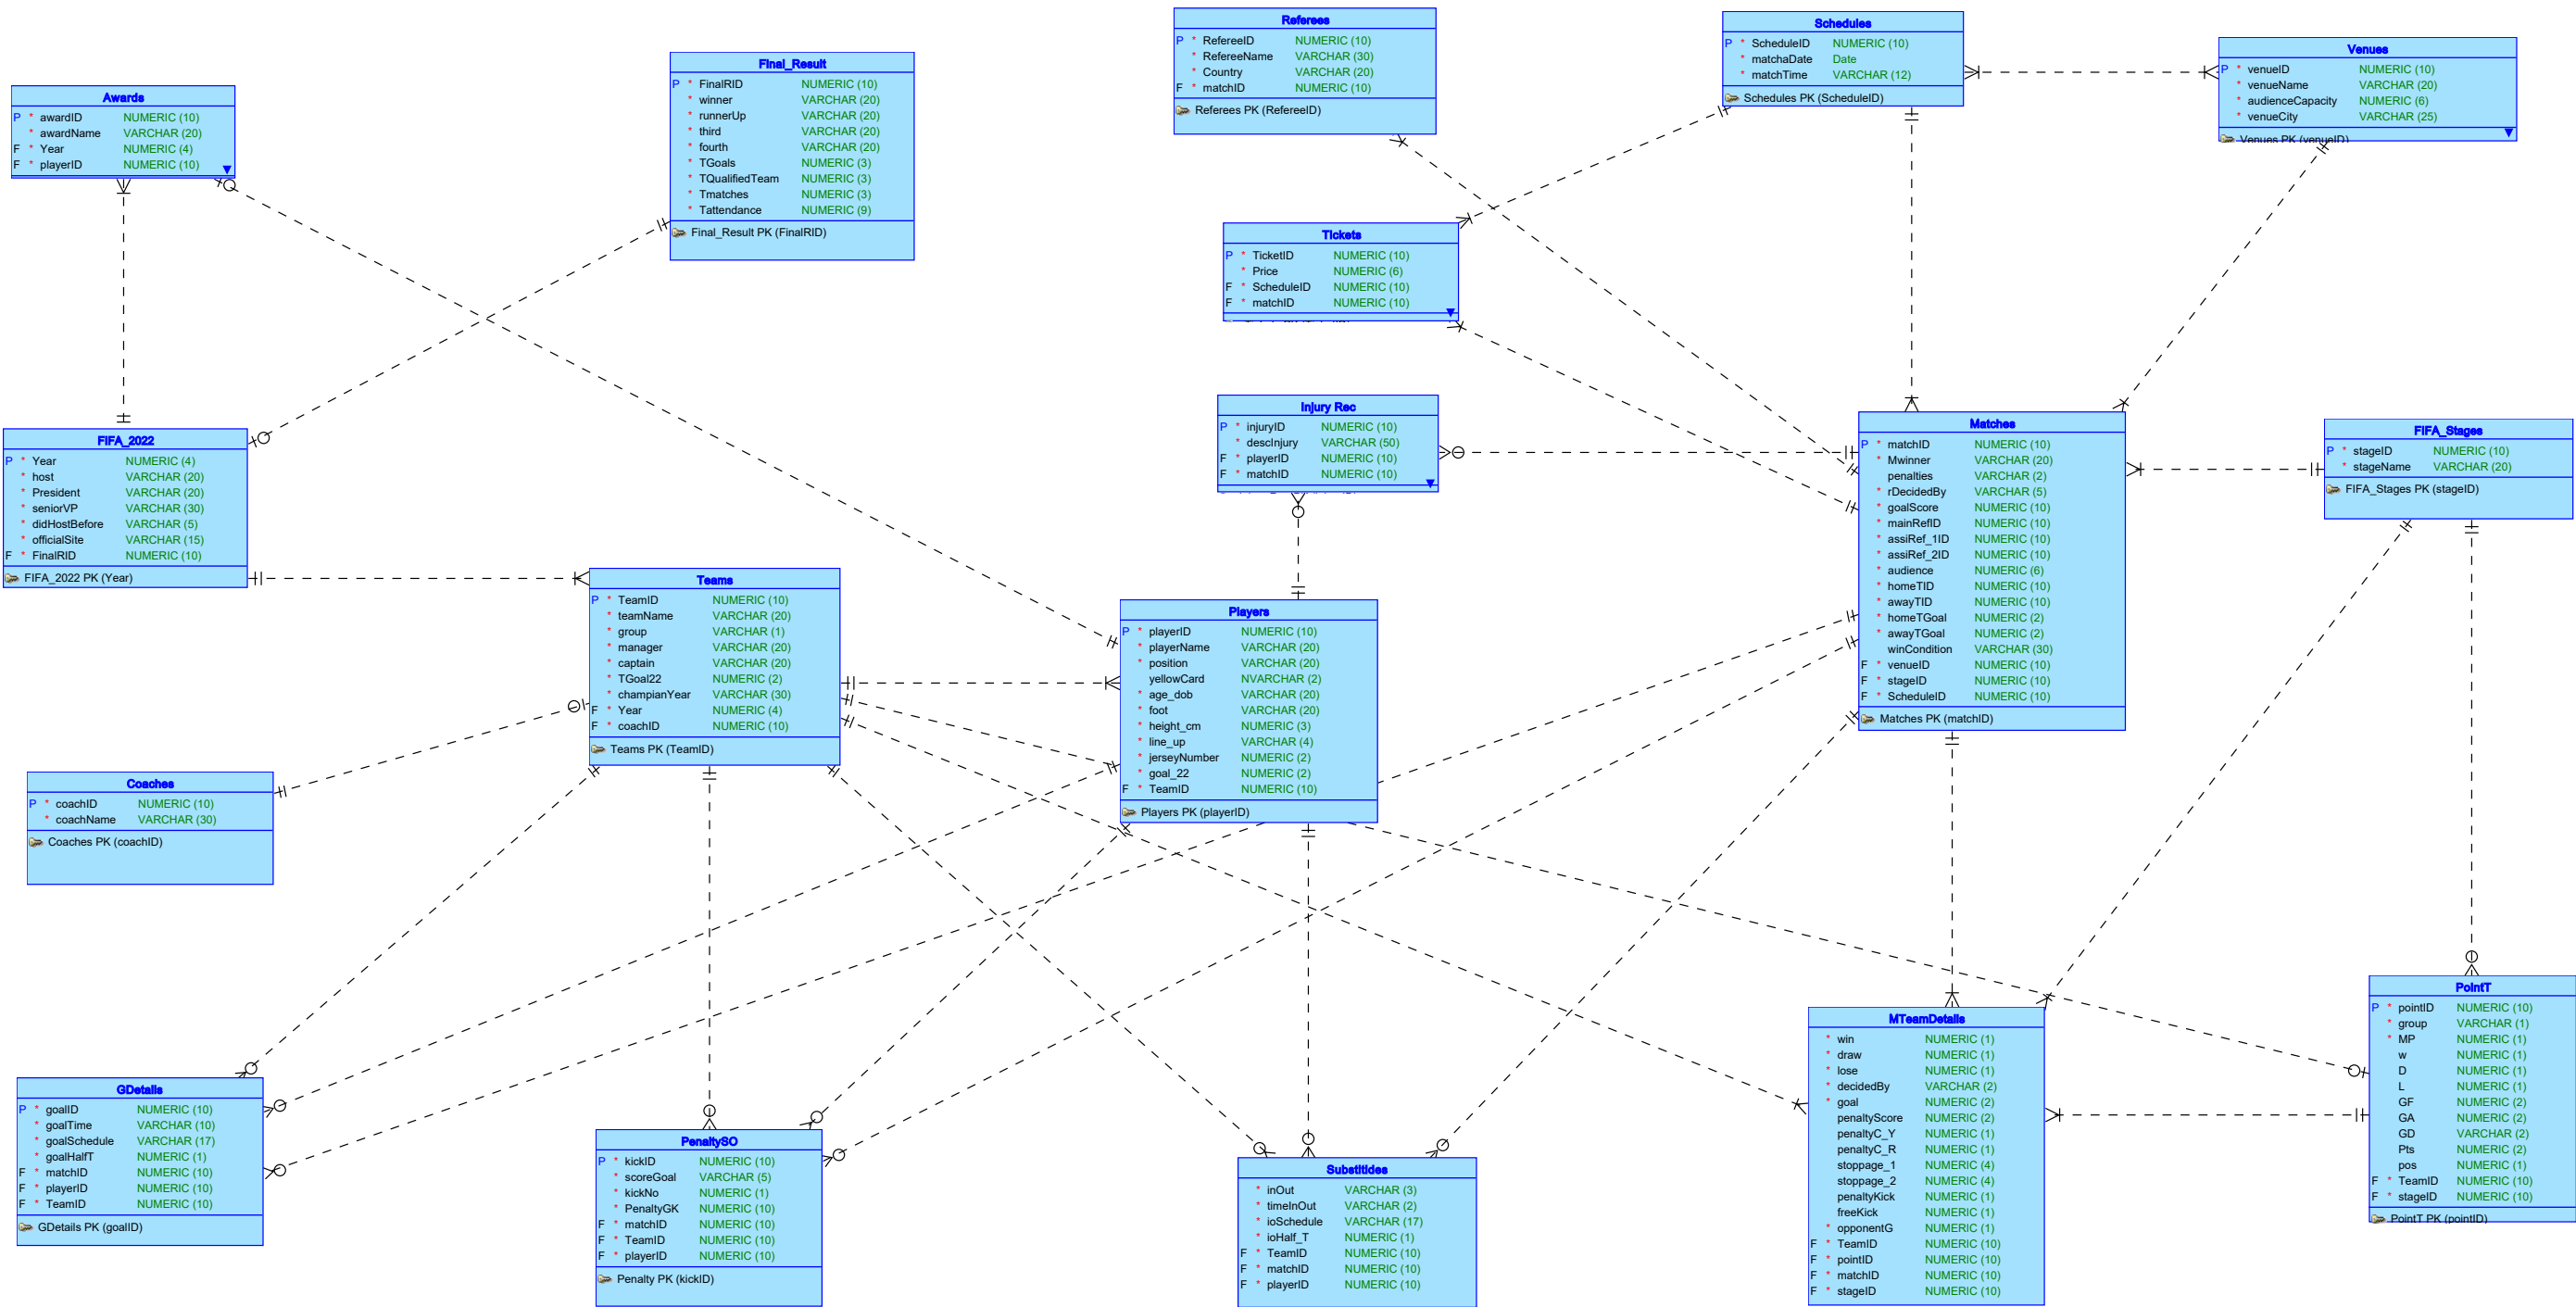 Awards
P * awardID NUMERIC (10)
* awardName VARCHAR (20)
F * Year NUMERIC (4)
F * playerID NUMERIC (10)
Final_Result
P * FinalRID NUMERIC (10)
* winner VARCHAR (20)
* runnerUp VARCHAR (20)
* third VARCHAR (20)
* fourth VARCHAR (20)
* TGoals NUMERIC (3)
* TQualifiedTeam NUMERIC (3)
* Tmatches NUMERIC (3)
* Tattendance NUMERIC (9)
Final_Result PK (FinalRID)
Referees
P * RefereeID NUMERIC (10)
* RefereeName VARCHAR (30)
* Country VARCHAR (20)
F * matchID NUMERIC (10)
Referees PK (RefereeID)
Schedules
P * ScheduleID NUMERIC (10)
* matchaDate Date
* matchTime VARCHAR (12)
Schedules PK (ScheduleID)
Venues
P * venueID NUMERIC (10)
* venueName VARCHAR (20)
* audienceCapacity NUMERIC (6)
* venueCity VARCHAR (25)
Venues PK (venueID)
Tickets
P * TicketID NUMERIC (10)
* Price NUMERIC (6)
F * ScheduleID NUMERIC (10)
F * matchID NUMERIC (10)
Injury Rec
P * injuryID NUMERIC (10)
* descInjury VARCHAR (50)
F * playerID NUMERIC (10)
F * matchID NUMERIC (10)
Matches
P * matchID NUMERIC (10)
* Mwinner VARCHAR (20)
penalties VARCHAR (2)
* rDecidedBy VARCHAR (5)
* goalScore NUMERIC (10)
* mainRefID NUMERIC (10)
* assiRef_1ID NUMERIC (10)
* assiRef_2ID NUMERIC (10)
* audience NUMERIC (6)
* homeTID NUMERIC (10)
* awayTID NUMERIC (10)
* homeTGoal NUMERIC (2)
* awayTGoal NUMERIC (2)
winCondition VARCHAR (30)
F * venueID NUMERIC (10)
F * stageID NUMERIC (10)
F * ScheduleID NUMERIC (10)
Matches PK (matchID)
FIFA_Stages
P * stageID NUMERIC (10)
* stageName VARCHAR (20)
FIFA_Stages PK (stageID)
FIFA_2022
P * Year NUMERIC (4)
* host VARCHAR (20)
* President VARCHAR (20)
* seniorVP VARCHAR (30)
* didHostBefore VARCHAR (5)
* officialSite VARCHAR (15)
F * FinalRID NUMERIC (10)
FIFA_2022 PK (Year)
Teams
P * TeamID NUMERIC (10)
* teamName VARCHAR (20)
* group VARCHAR (1)
* manager VARCHAR (20)
* captain VARCHAR (20)
* TGoal22 NUMERIC (2)
* champianYear VARCHAR (30)
F * Year NUMERIC (4)
F * coachID NUMERIC (10)
Teams PK (TeamID)
Players
P * playerID NUMERIC (10)
* playerName VARCHAR (20)
* position VARCHAR (20)
yellowCard NVARCHAR (2)
* age_dob VARCHAR (20)
* foot VARCHAR (20)
* height_cm NUMERIC (3)
* line_up VARCHAR (4)
* jerseyNumber NUMERIC (2)
* goal_22 NUMERIC (2)
F * TeamID NUMERIC (10)
Players PK (playerID)
Coaches
P * coachID NUMERIC (10)
* coachName VARCHAR (30)
Coaches PK (coachID)
GDetails
P * goalID NUMERIC (10)
* goalTime VARCHAR (10)
* goalSchedule VARCHAR (17)
* goalHalfT NUMERIC (1)
F * matchID NUMERIC (10)
F * playerID NUMERIC (10)
F * TeamID NUMERIC (10)
GDetails PK (goalID)
PenaltySO
P * kickID NUMERIC (10)
* scoreGoal VARCHAR (5)
* kickNo NUMERIC (1)
* PenaltyGK NUMERIC (10)
F * matchID NUMERIC (10)
F * TeamID NUMERIC (10)
F * playerID NUMERIC (10)
Penalty PK (kickID)
Substitides
* inOut VARCHAR (3)
* timeInOut VARCHAR (2)
* ioSchedule VARCHAR (17)
* ioHalf_T NUMERIC (1)
F * TeamID NUMERIC (10)
F * matchID NUMERIC (10)
F * playerID NUMERIC (10)
MTeamDetails
* win NUMERIC (1)
* draw NUMERIC (1)
* lose NUMERIC (1)
* decidedBy VARCHAR (2)
* goal NUMERIC (2)
penaltyScore NUMERIC (2)
penaltyC_Y NUMERIC (1)
penaltyC_R NUMERIC (1)
stoppage_1 NUMERIC (4)
stoppage_2 NUMERIC (4)
penaltyKick NUMERIC (1)
freeKick NUMERIC (1)
* opponentG NUMERIC (1)
F * TeamID NUMERIC (10)
F * pointID NUMERIC (10)
F * matchID NUMERIC (10)
F * stageID NUMERIC (10)
PointT
P * pointID NUMERIC (10)
* group VARCHAR (1)
* MP NUMERIC (1)
w NUMERIC (1)
D NUMERIC (1)
L NUMERIC (1)
GF NUMERIC (2)
GA NUMERIC (2)
GD VARCHAR (2)
Pts NUMERIC (2)
pos NUMERIC (1)
F * TeamID NUMERIC (10)
F * stageID NUMERIC (10)
PointT PK (pointID)